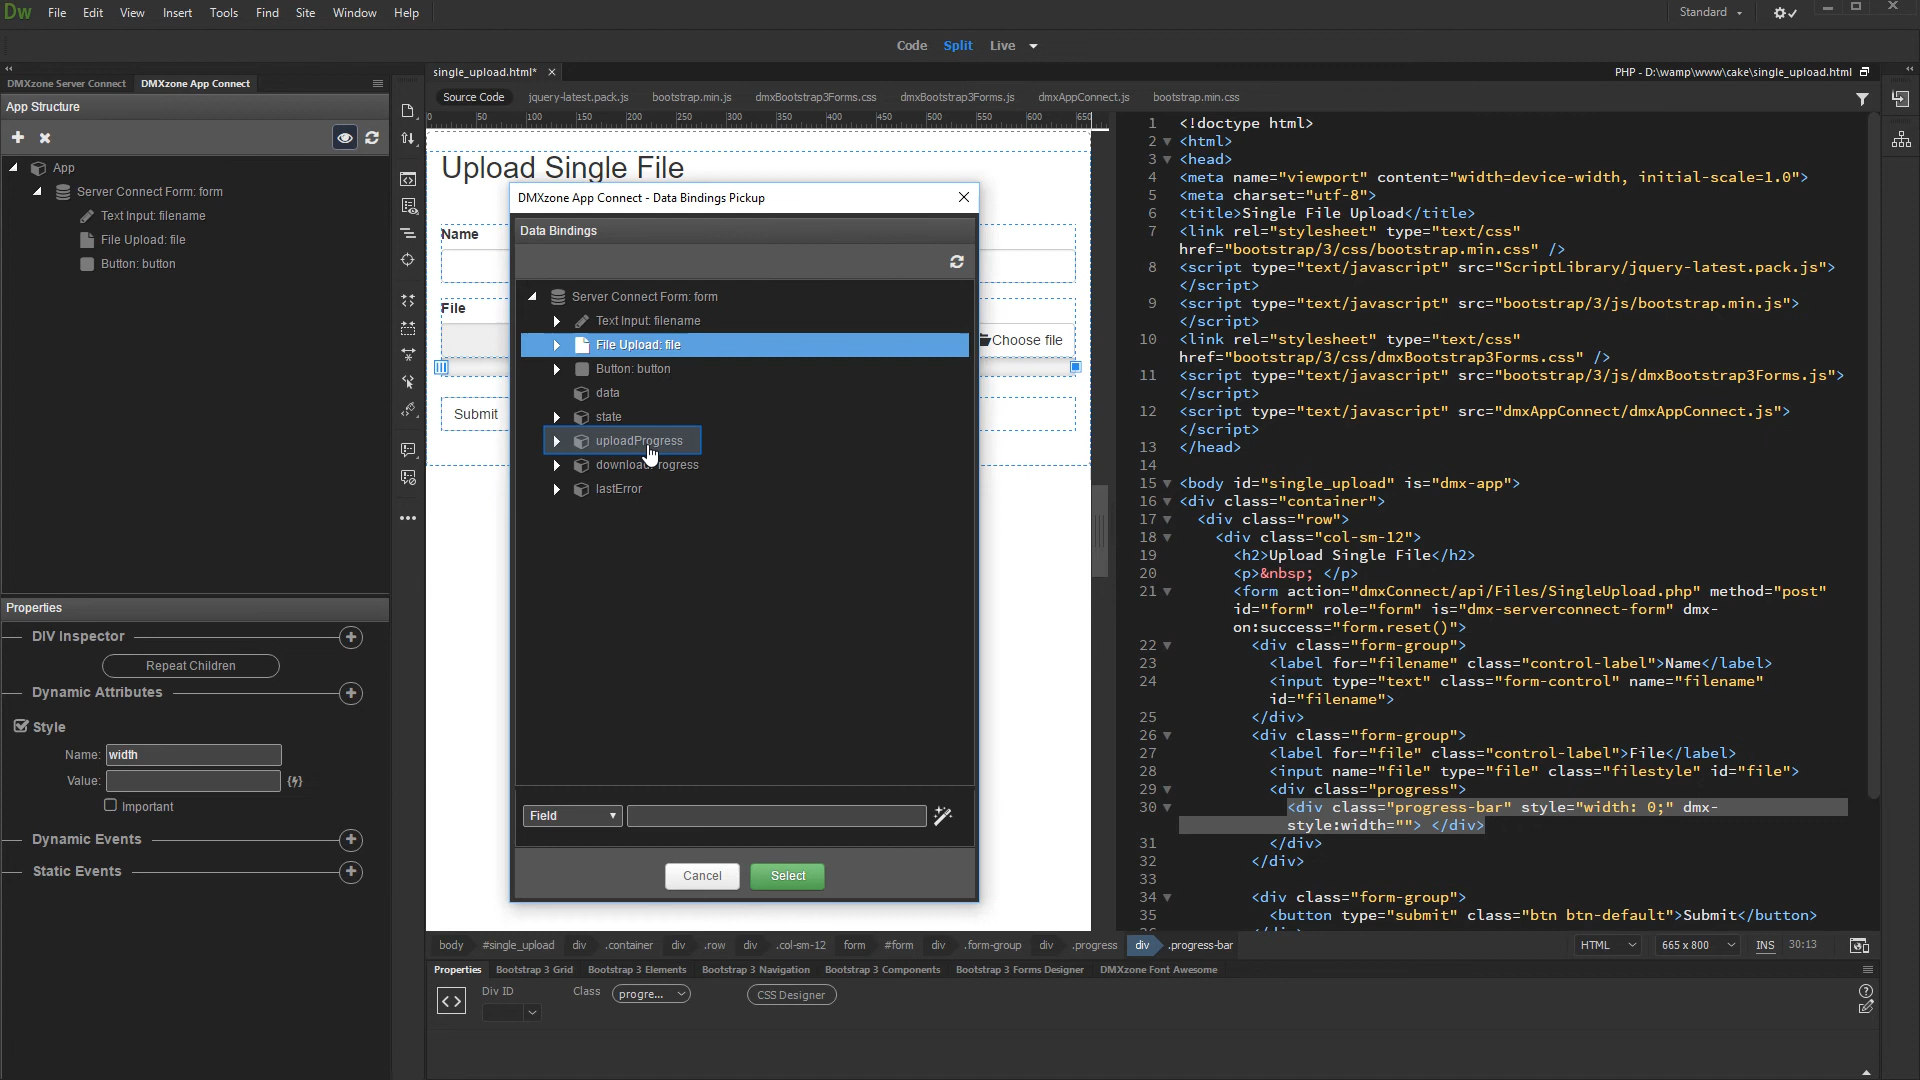 Dw File Edit View Insert Tools Find Site Window Help
Standard
Code Split Live
DMXzone Server Connect DMXzone App Connect
App Structure
App
Server Connect Form: form
Text Input: filename
File Upload: file
Button: button
Properties
DIV Inspector
Repeat Children
Dynamic Attributes
Style
Name: width
Value:
Important
Dynamic Events
Static Events
single_upload.html*
PHP - D:\wamp\www\cake\single_upload.html
Source Code jquery-latest.pack.js bootstrap.min.js dmxBootstrap3Forms.css dmxBootstrap3Forms.js dmxAppConnect.js bootstrap.min.css
0 50 100 150 200 250 300 350 400 450 500 550 600 650
Upload Single File
Name
File
Choose file
Submit
DMXzone App Connect - Data Bindings Pickup
Data Bindings
Server Connect Form: form
Text Input: filename
File Upload: file
Button: button
data
state
uploadProgress
lastError
Field
Cancel Select
1 <!doctype html>
2 <html>
3 <head>
4 <meta name="viewport" content="width=device-width, initial-scale=1.0">
5 <meta charset="utf-8">
6 <title>Single File Upload</title>
7 <link rel="stylesheet" type="text/css"
href="bootstrap/3/css/bootstrap.min.css" />
8 <script type="text/javascript" src="ScriptLibrary/jquery-latest.pack.js">
</script>
9 <script type="text/javascript" src="bootstrap/3/js/bootstrap.min.js">
</script>
10 <link rel="stylesheet" type="text/css"
href="bootstrap/3/css/dmxBootstrap3Forms.css" />
11 <script type="text/javascript" src="bootstrap/3/js/dmxBootstrap3Forms.js">
</script>
12 <script type="text/javascript" src="dmxAppConnect/dmxAppConnect.js">
</script>
13 </head>
14
15 <body id="single_upload" is="dmx-app">
16 <div class="container">
17 <div class="row">
18 <div class="col-sm-12">
19 <h2>Upload Single File</h2>
20 <p>&nbsp; </p>
21 <form action="dmxConnect/api/Files/SingleUpload.php" method="post"
id="form" role="form" is="dmx-serverconnect-form" dmx-
on:success="form.reset()">
22 <div class="form-group">
23 <label for="filename" class="control-label">Name</label>
24 <input type="text" class="form-control" name="filename"
id="filename">
25 </div>
26 <div class="form-group">
27 <label for="file" class="control-label">File</label>
28 <input name="file" type="file" class="filestyle" id="file">
29 <div class="progress">
30 <div class="progress-bar" style="width: 0;" dmx-
style:width=""> </div>
31 </div>
32 </div>
33
34 <div class="form-group">
35 <button type="submit" class="btn btn-default">Submit</button>
body #single_upload div .container div .row div .col-sm-12 form #form div .form-group div .progress div .progress-bar
HTML 665 x 800 INS 30:13
Properties Bootstrap 3 Grid Bootstrap 3 Elements Bootstrap 3 Navigation Bootstrap 3 Components Bootstrap 3 Forms Designer DMXzone Font Awesome
Div ID Class progre... CSS Designer